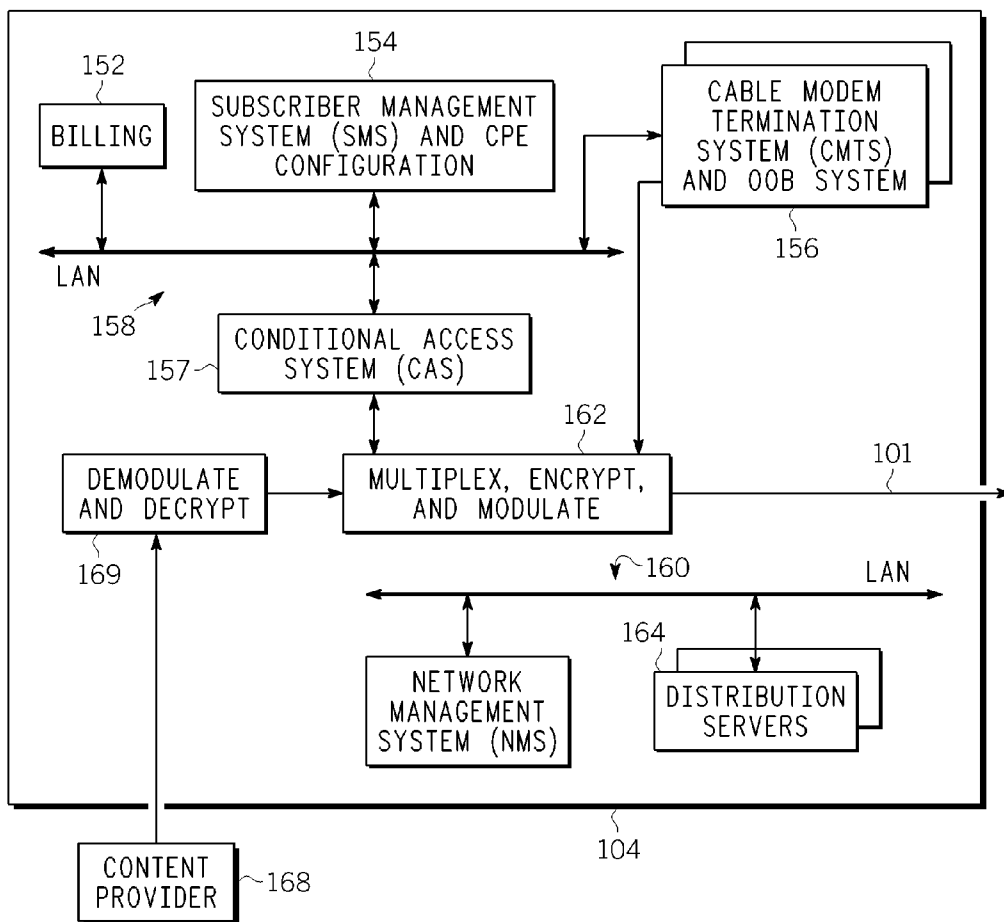 154
152
BILLING
SUBSCRIBER MANAGEMENT
SYSTEM (SMS) AND CPE
CONFIGURATION
CABLE MODEM
TERMINATION
SYSTEM (CMTS)
AND OOB SYSTEM
156
LAN
158
CONDITIONAL ACCESS
SYSTEM (CAS)
157
162
101
DEMODULATE
AND DECRYPT
MULTIPLEX, ENCRYPT,
AND MODULATE
169
160
LAN
164
NETWORK
MANAGEMENT
SYSTEM (NMS)
DISTRIBUTION
SERVERS
104
CONTENT
PROVIDER
168